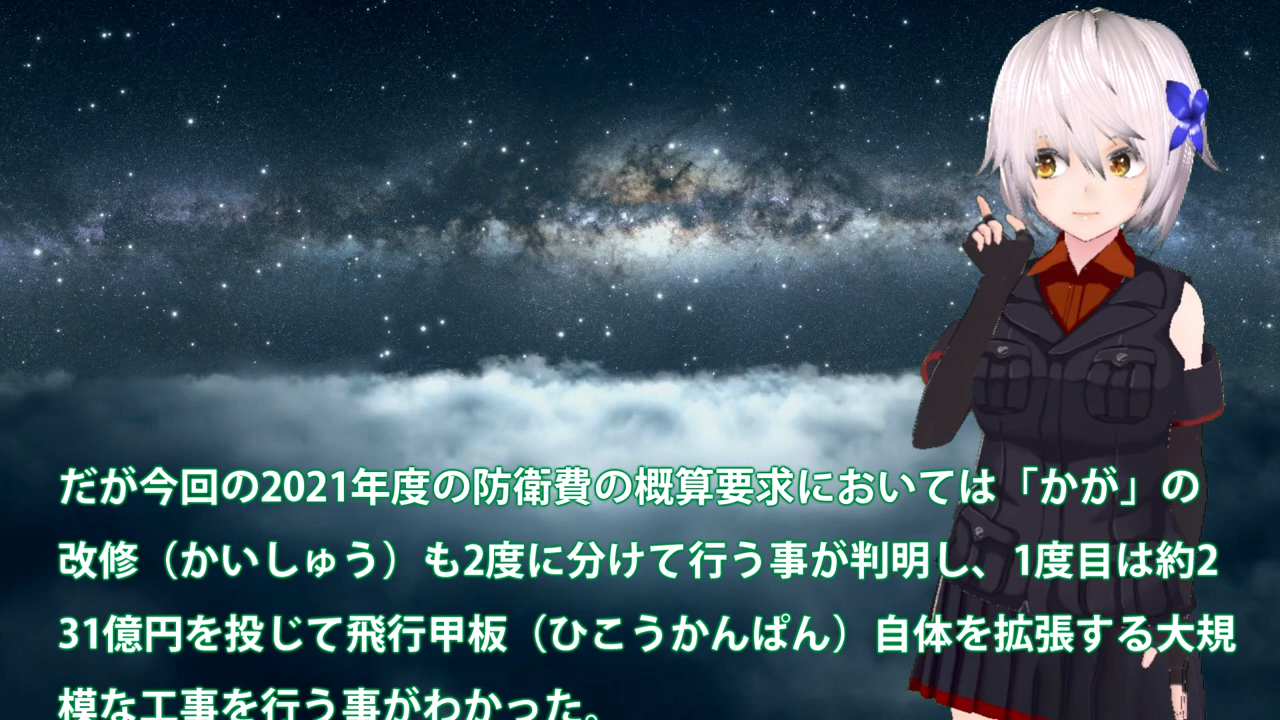 だが今回の2021年度の防衛費の概算要求においては「かが」の
改修（かいしゅう）も2度に分けて行う事が判明し、1度目は約2
31億円を投じて飛行甲板（ひこうかんぱん）自体を拡張する大規
模な工事を行う事がわかった。